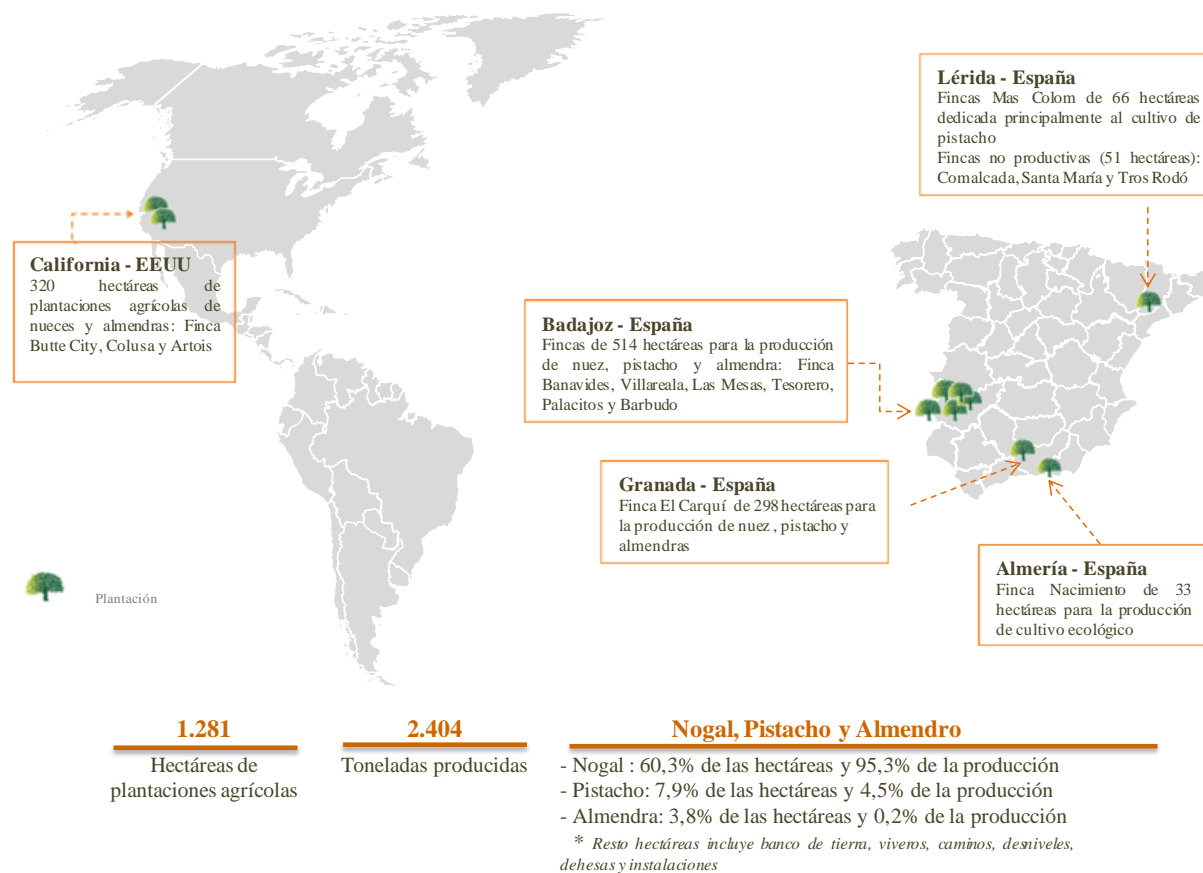 Lérida - España
Fincas Mas Colom de 66 hectáreas
dedicada principalmente al cultivo de
pistacho
Fincas no productivas (51 hectáreas):
Comalcada, Santa María y Tros Rodó
California - EEUU
320 hectáreas de
plantaciones agrícolas de
nueces y almendras: Finca
Butte City, Colusa y Artois
Badajoz - España
Fincas de 514 hectáreas para la producción
de nuez, pistacho y almendra: Finca
Banavides, Villareala, Las Mesas, Tesorero,
Palacitos y Barbudo
Granada - España
Finca El Carquí de 298 hectáreas para
la producción de nuez , pistacho y
almendras
Almería - España
Finca Nacimiento de 33
hectáreas para la producción
de cultivo ecológico
Plantación
1.281
Hectáreas de
plantaciones agrícolas
2.404
Toneladas producidas
Nogal, Pistacho y Almendro
- Nogal : 60,3% de las hectáreas y 95,3% de la producción
- Pistacho: 7,9% de las hectáreas y 4,5% de la producción
- Almendra: 3,8% de las hectáreas y 0,2% de la producción
* Resto hectáreas incluye banco de tierra, viveros, caminos, desniveles,
dehesas y instalaciones